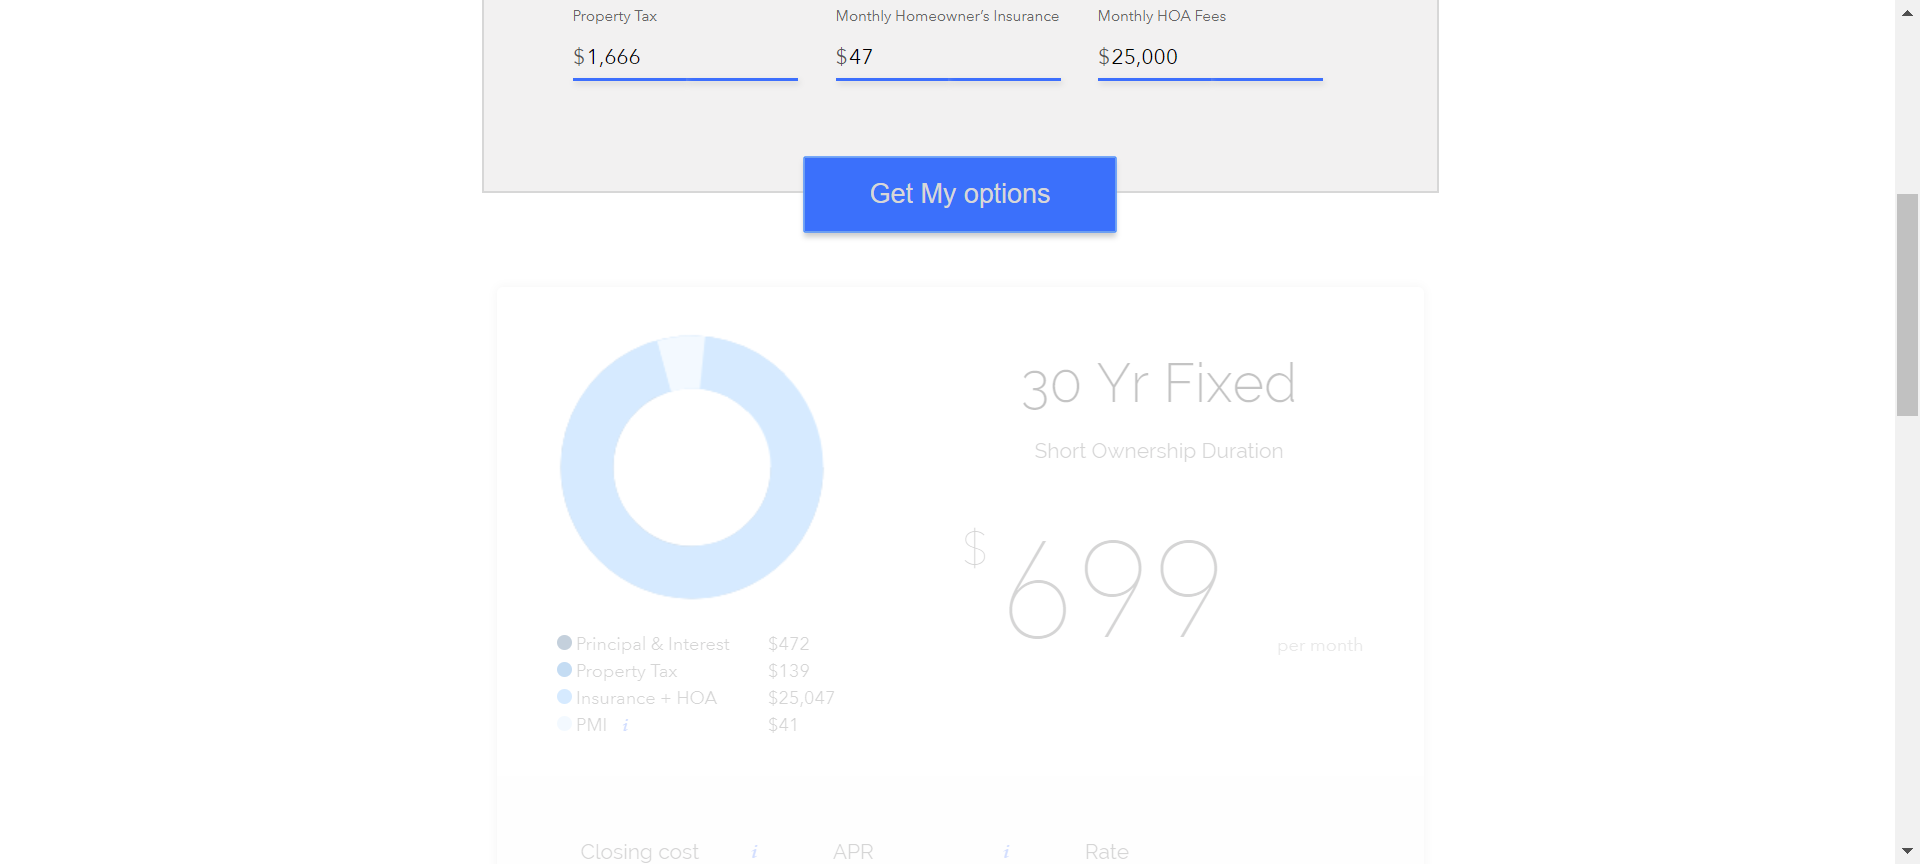 Property Tax Monthly Homeowner’s Insurance Monthly HOA Fees
$1,666 $47 $25,000
Get My options
30 Yr Fixed
Short Ownership Duration
$699 per month
Principal & Interest $472
Property Tax $139
Insurance + HOA $25,047
PMI i $41
Closing cost i APR i Rate